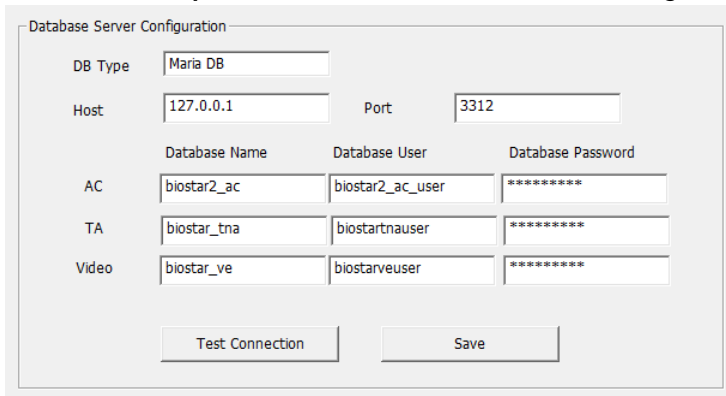 Database Server Configuration
DB Type Maria DB
Host 127.0.0.1 Port 3312
Database Name Database User Database Password
AC biostar2_ac biostar2_ac_user *********
TA biostar_tna biostartnauser *********
Video biostar_ve biostarveuser *********
Test Connection Save